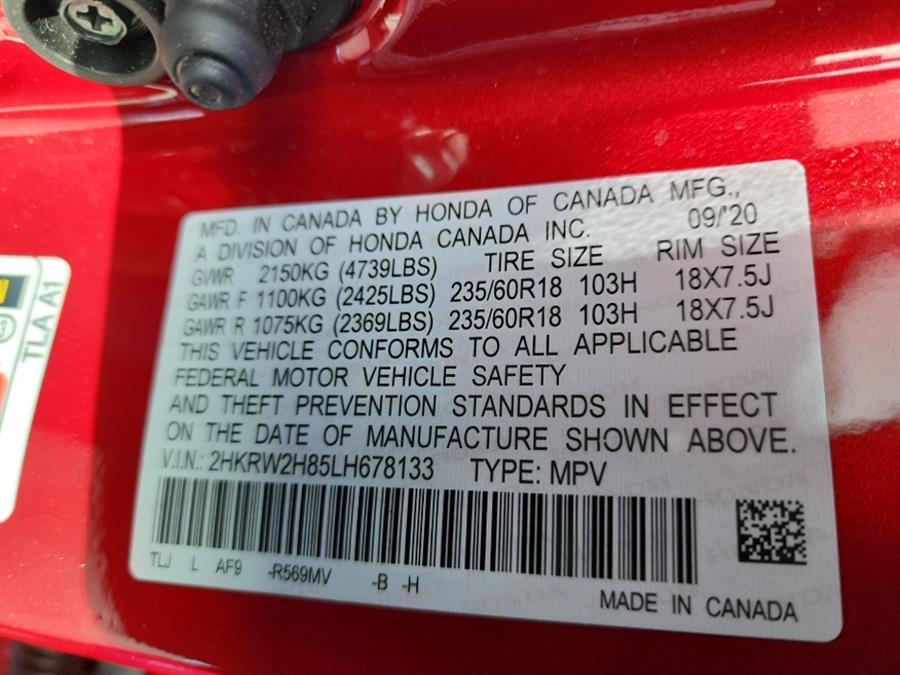 MFD. IN CANADA BY HONDA OF CANADA MFG.,
A DIVISION OF HONDA CANADA INC. 09/'20
GVWR 2150KG (4739LBS) TIRE SIZE RIM SIZE
GAWR F 1100KG (2425LBS) 235/60R18 103H 18X7.5J
GAWR R 1075KG (2369LBS) 235/60R18 103H 18X7.5J
THIS VEHICLE CONFORMS TO ALL APPLICABLE
FEDERAL MOTOR VEHICLE SAFETY
AND THEFT PREVENTION STANDARDS IN EFFECT
ON THE DATE OF MANUFACTURE SHOWN ABOVE.
V.I.N.: 2HKRW2H85LH678133 TYPE: MPV
TLJ L AF9 -R569MV -B -H
MADE IN CANADA
TLA A1